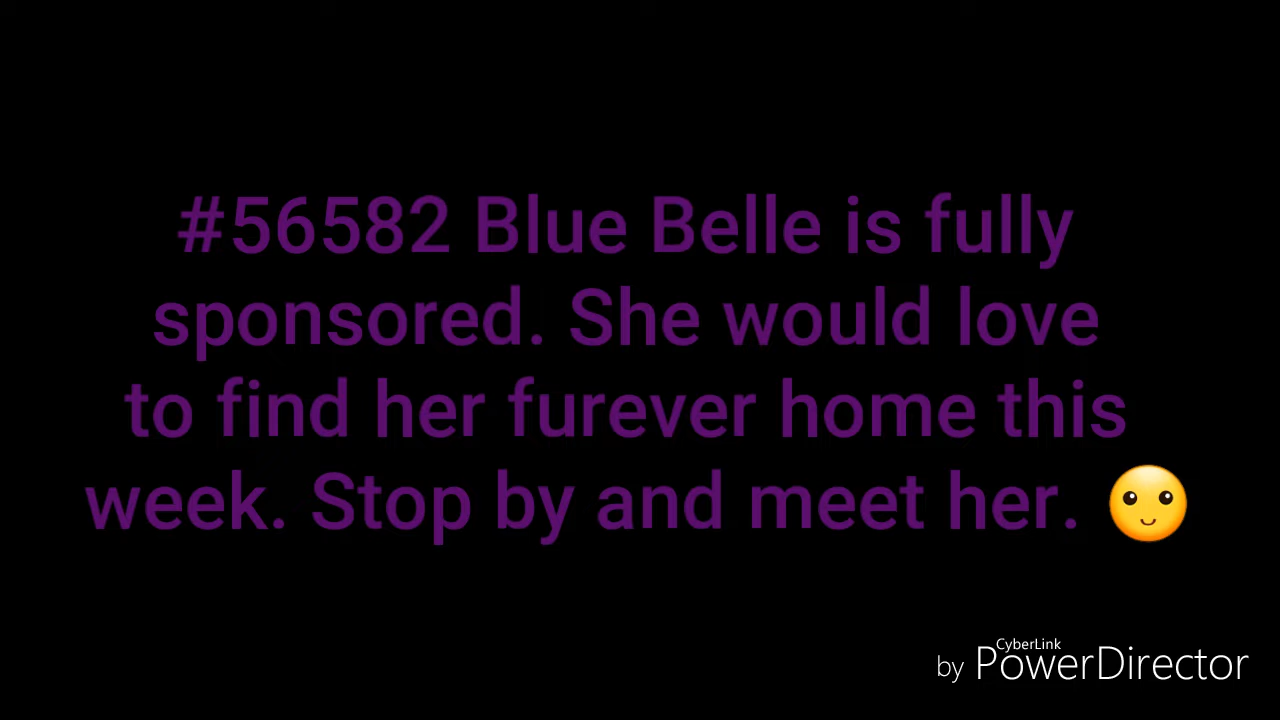 #56582 Blue Belle is fully
sponsored. She would love
to find her furever home this
week. Stop by and meet her. 🙂
CyberLink
by PowerDirector